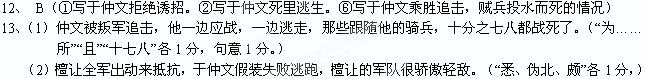 12、 B（①写于仲文拒绝诱招。②写于仲文死里逃生。⑥写于仲文乘胜追击，贼兵投水而死的情况）
13、（1）仲文被叛军追击，他一边应战，一边逃走，那些跟随他的骑兵，十分之七八都战死了。（“为……
所”“且”“十七八”各 1 分，句意 1 分。）
（2）檀让全军出动来抵抗，于仲文假装失败逃跑，檀让的军队很骄傲轻敌。（“悉、伪北、颇”各 1 分，）